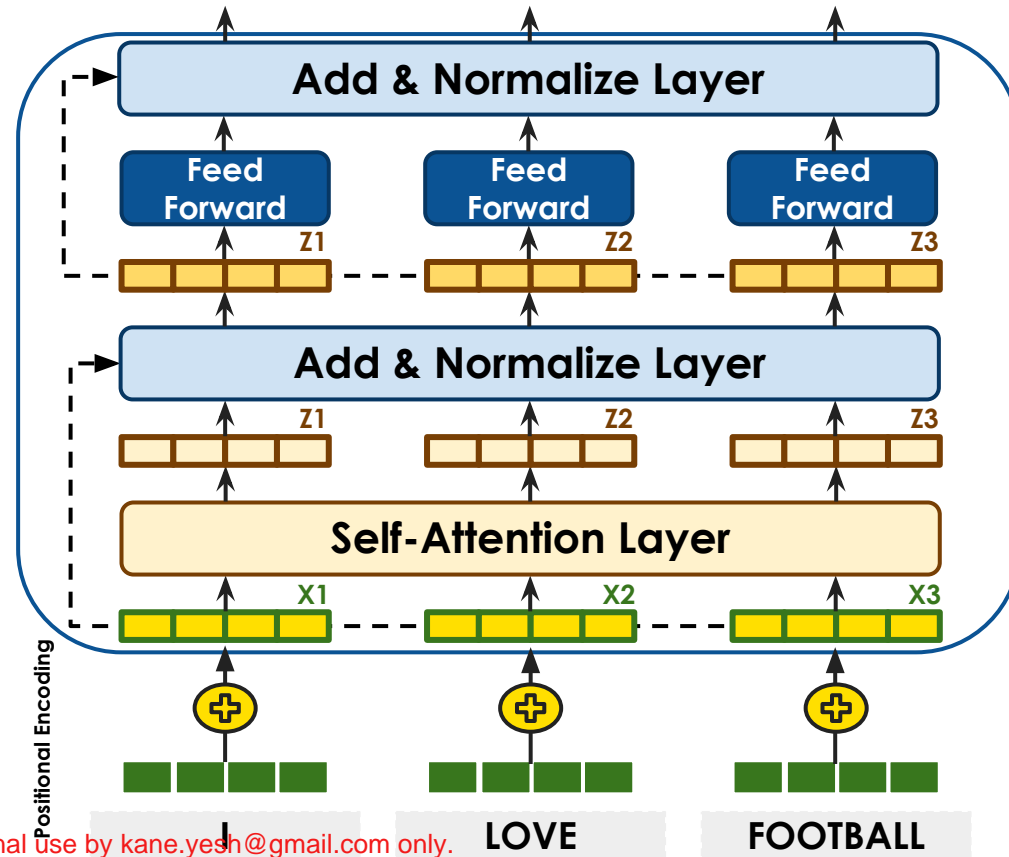 Add & Normalize Layer
Feed
Forward
Feed
Forward
Feed
Forward
Z1
Z2
Z3
Add & Normalize Layer
Z1
Z2
Z3
Self-Attention Layer
X1
X2
X3
Positional Encoding
I
LOVE
FOOTBALL
use by kane.yesh@gmail.com only.